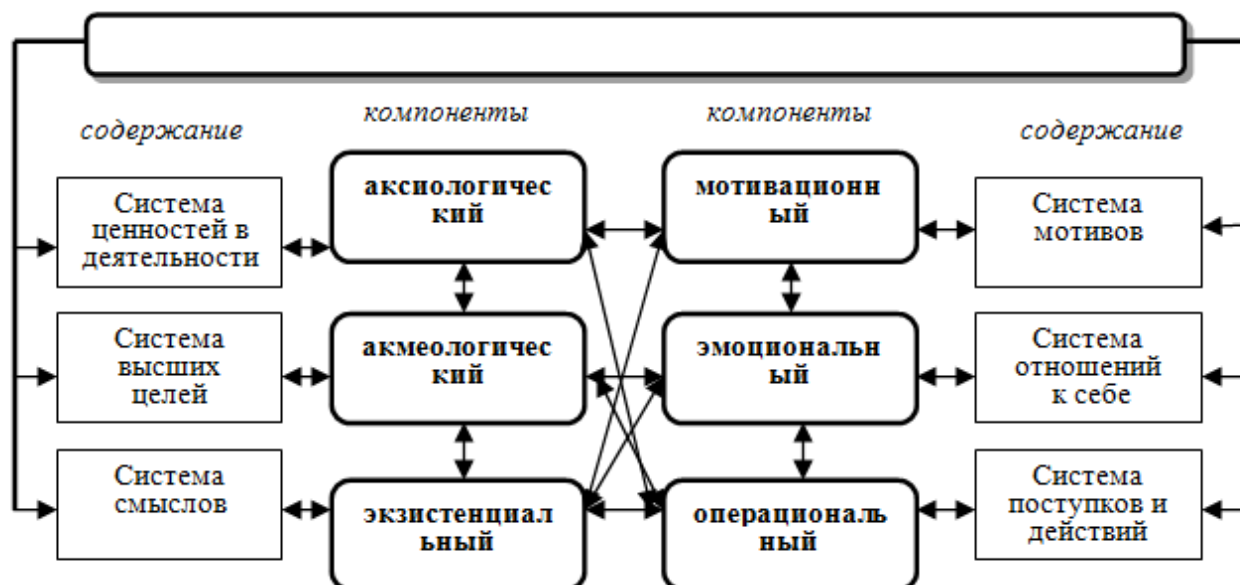 компоненты
компоненты
содержание
содержание
Система
ценностей в
деятельности
аксиологичес
кий
мотивационн
ый
Система
мотивов
Система
высших
целей
акмеологичес
кий
эмоциональн
ый
Система
отношений
к себе
Система
смыслов
экзистенциал
ьный
операциональ
ный
Система
поступков и
действий